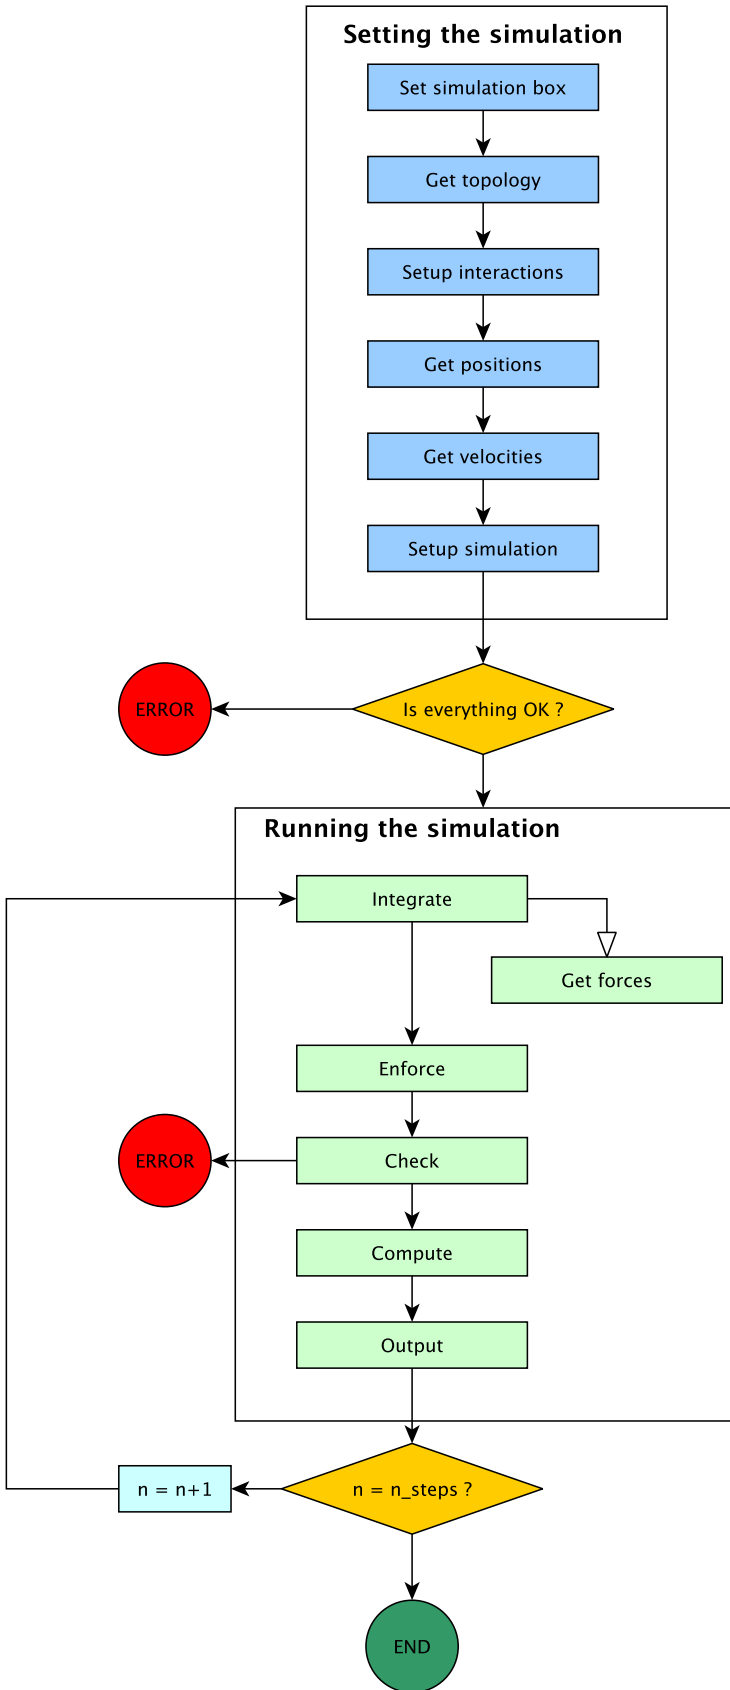 Setting the simulation
Set simulation box
Get topology
Setup interactions
Get positions
Get velocities
Setup simulation
ERROR
Is everything OK ?
Running the simulation
Integrate
Get forces
Enforce
ERROR
Check
Compute
Output
n = n+1
n = n_steps ?
END